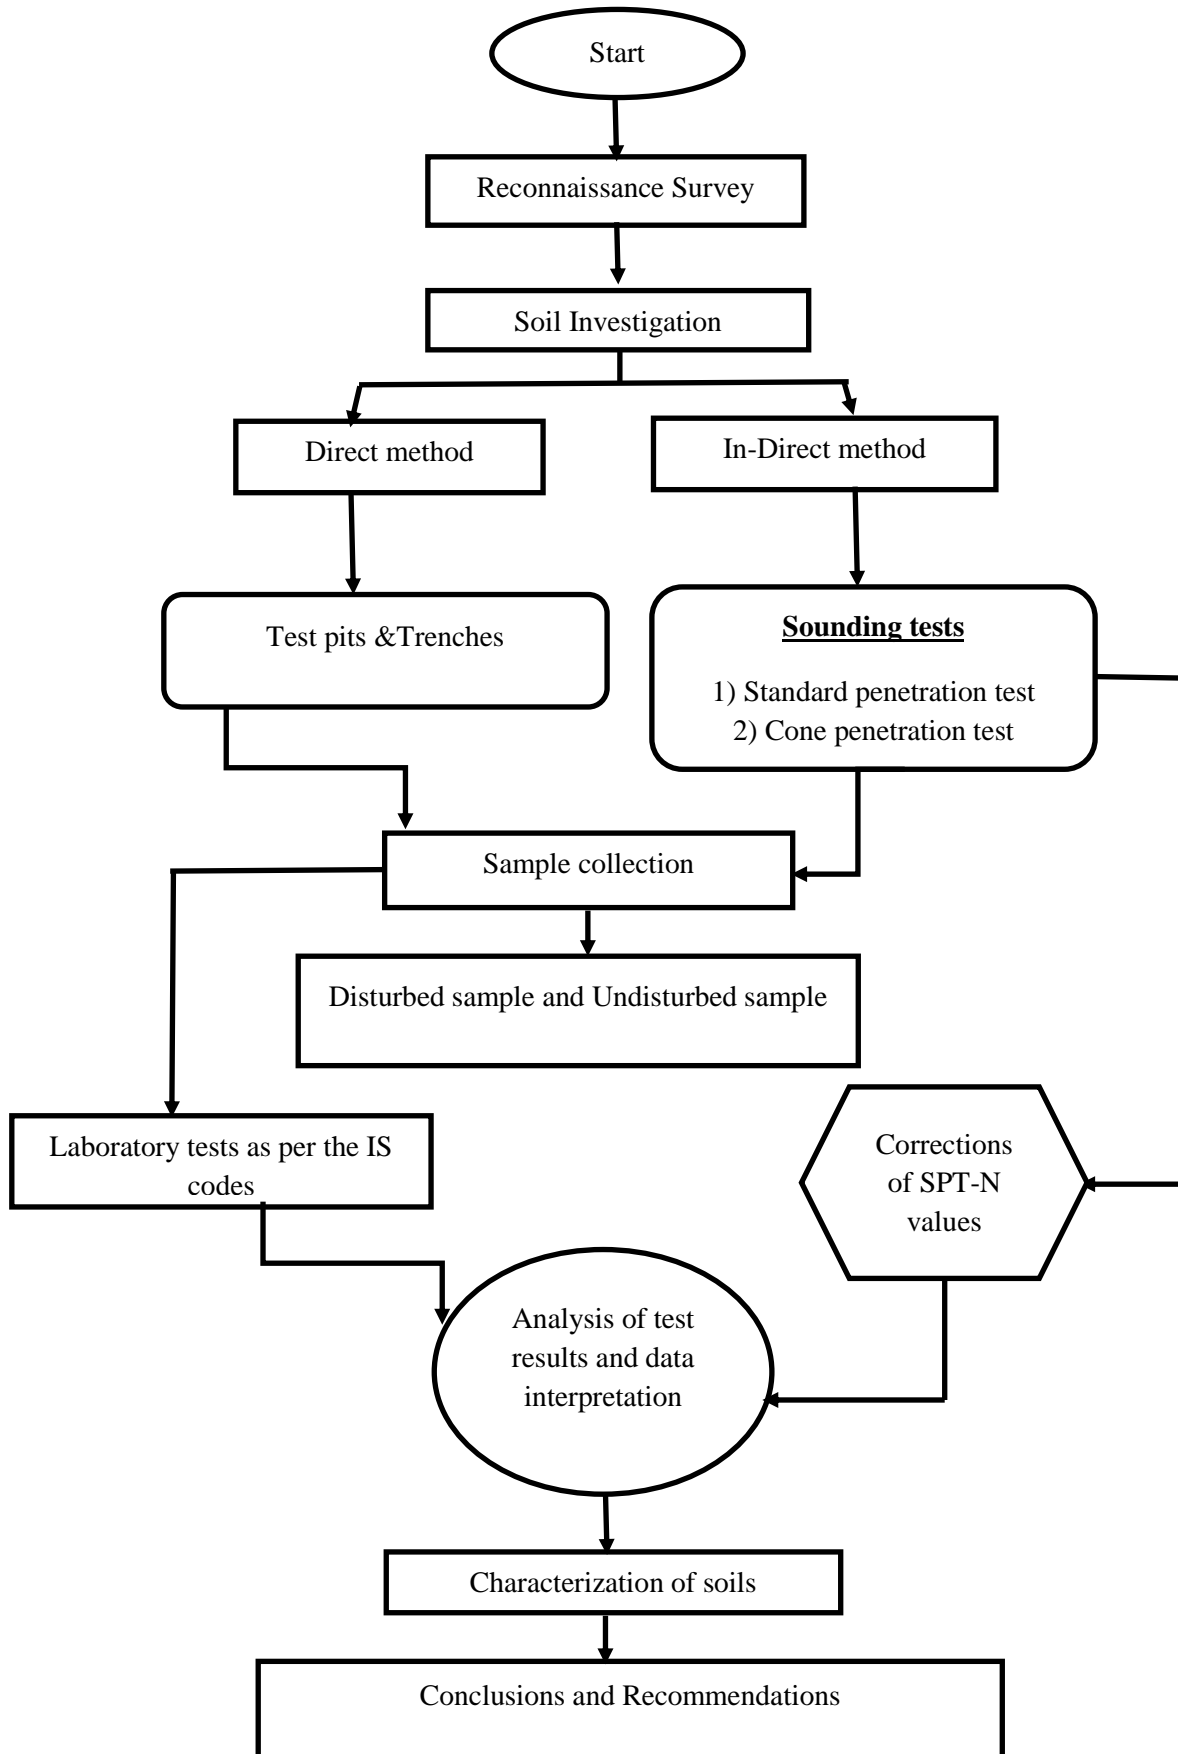 Start
Reconnaissance Survey
Soil Investigation
Direct method
In-Direct method
Test pits &Trenches
Sounding tests
1) Standard penetration test
2) Cone penetration test
Sample collection
Disturbed sample and Undisturbed sample
Laboratory tests as per the IS
codes
Corrections
of SPT-N
values
Analysis of test
results and data
interpretation
Characterization of soils
Conclusions and Recommendations